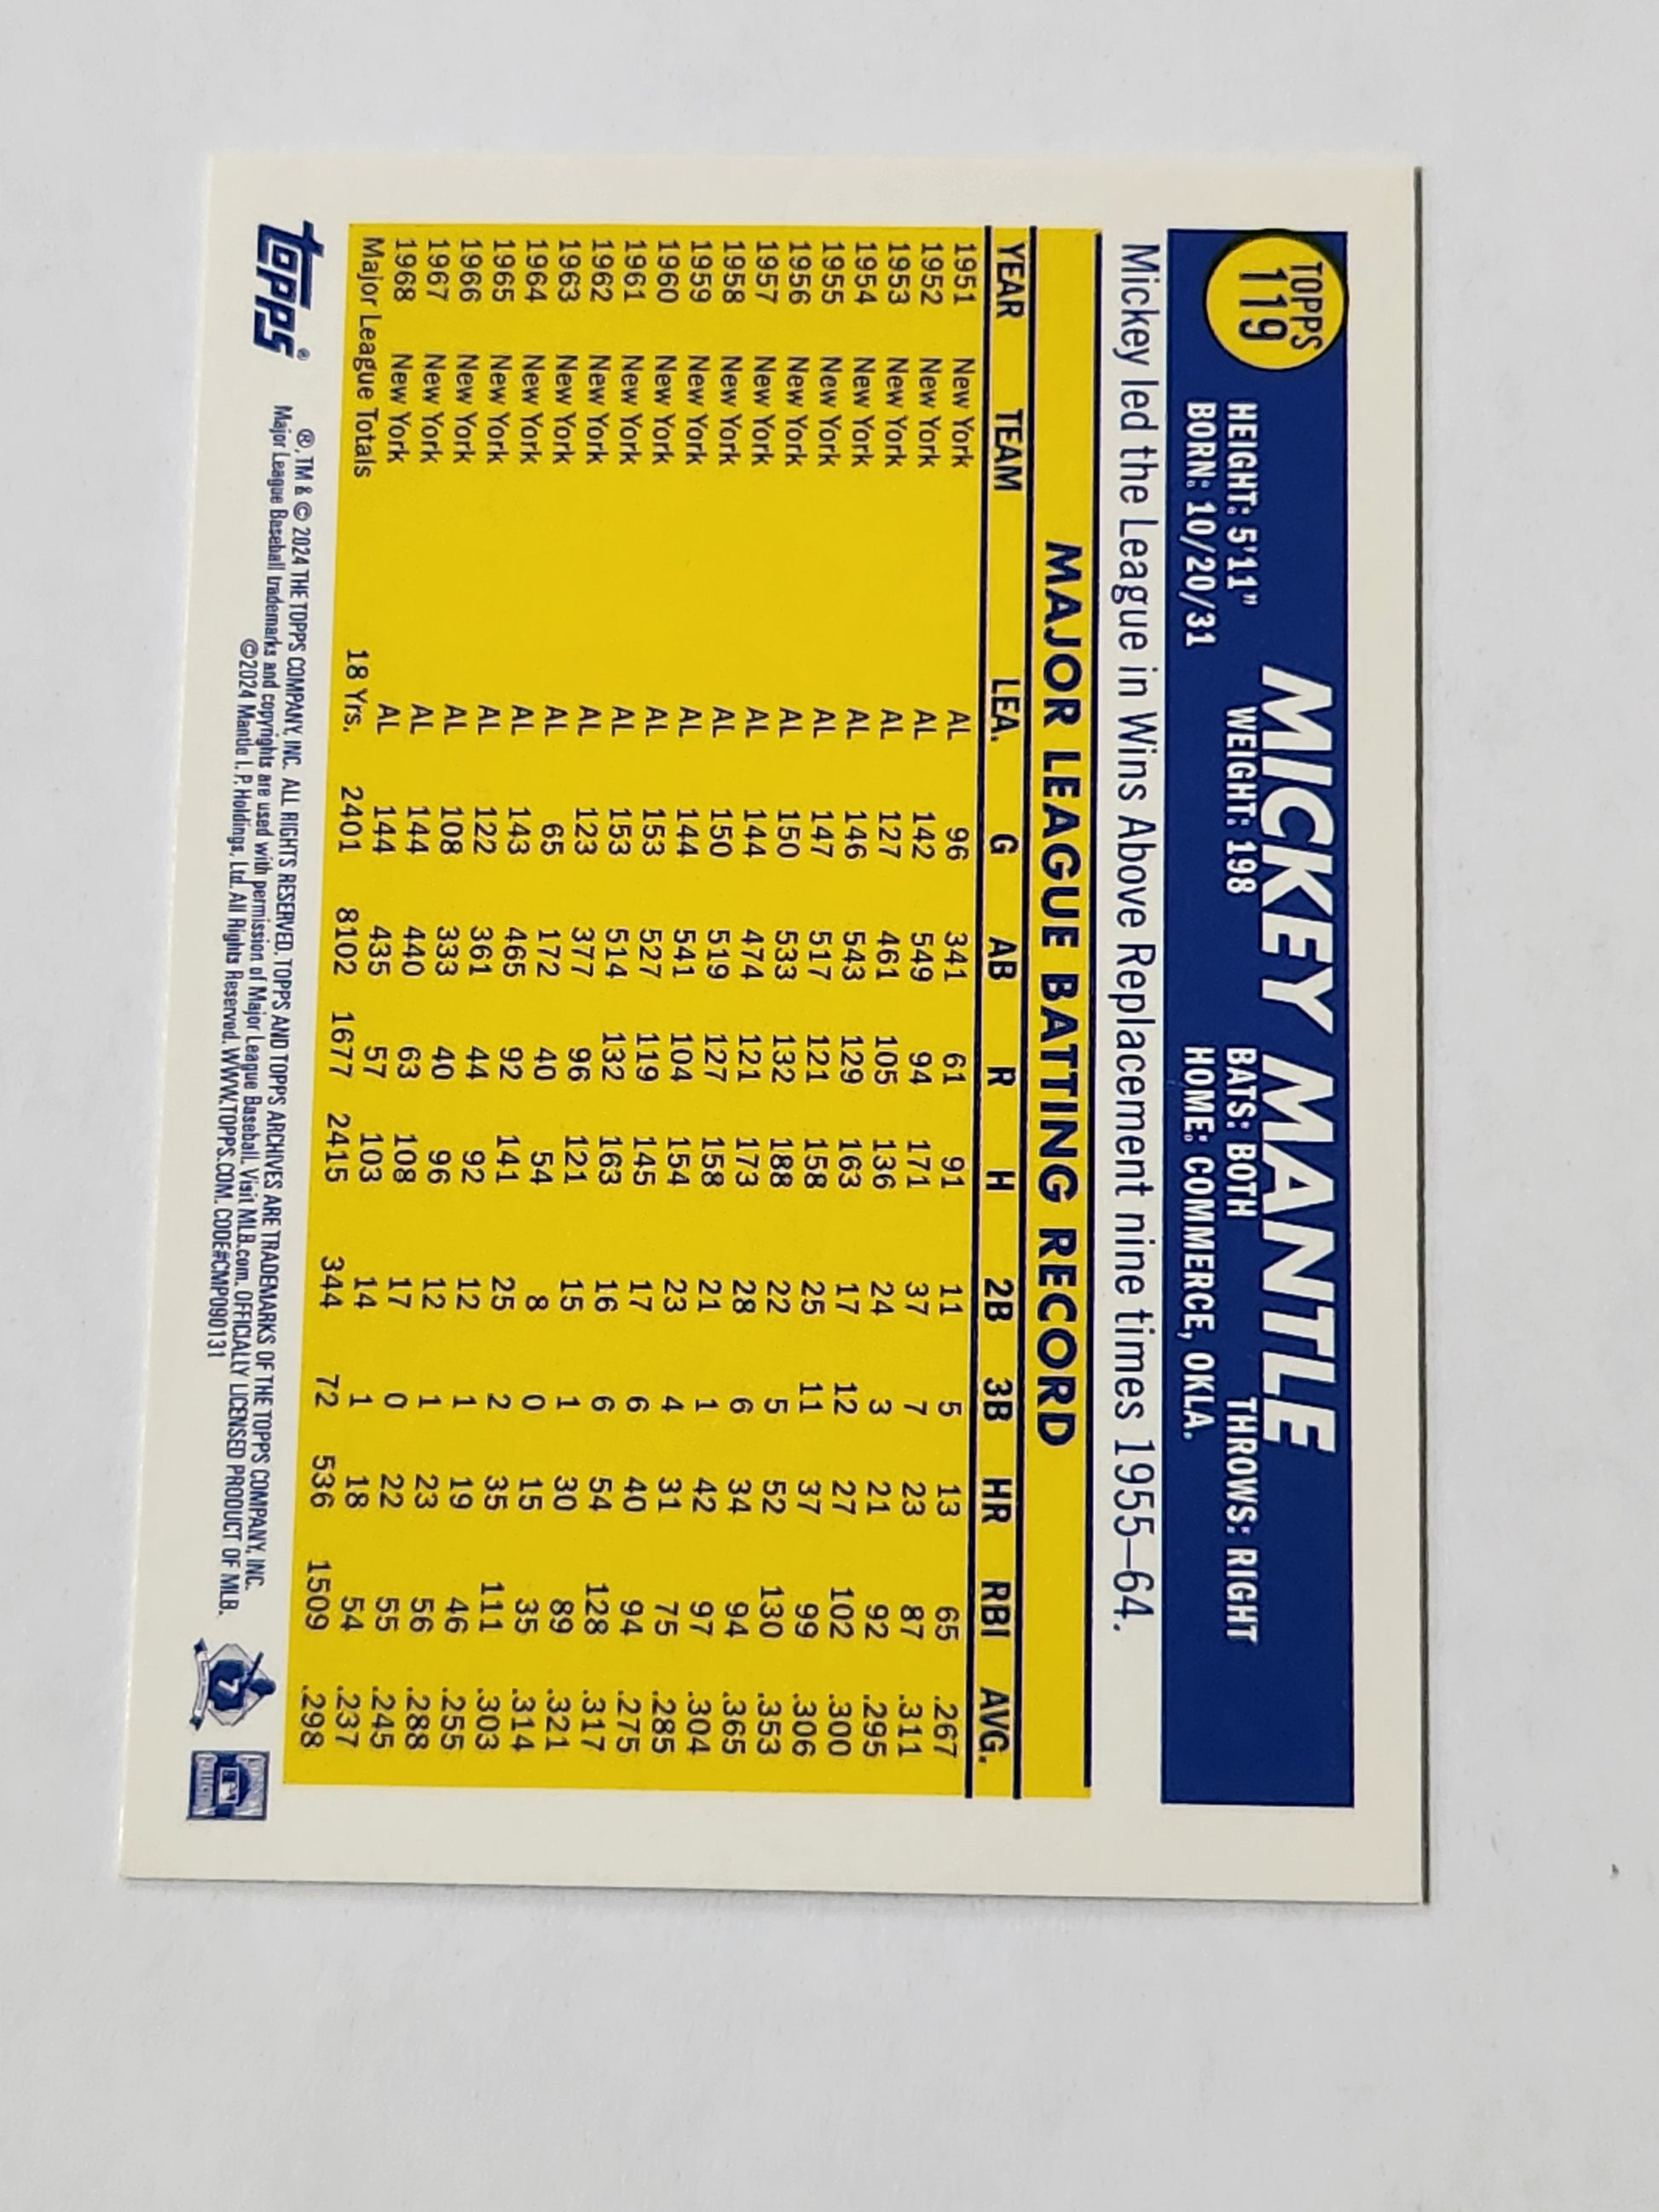 TOPPS
119
MICKEY MANTLE
HEIGHT: 5'11" WEIGHT: 198 BATS: BOTH THROWS: RIGHT
BORN: 10/20/31 HOME: COMMERCE, OKLA.
Mickey led the League in Wins Above Replacement nine times 1955–64.
MAJOR LEAGUE BATTING RECORD
YEAR TEAM LEA. G AB R H 2B 3B HR RBI AVG.
1951 New York AL 96 341 61 91 11 5 13 65 .267
1952 New York AL 142 549 94 171 37 7 23 87 .311
1953 New York AL 127 461 105 136 24 3 21 92 .295
1954 New York AL 146 543 129 163 17 12 27 102 .300
1955 New York AL 147 517 121 158 25 11 37 99 .306
1956 New York AL 150 533 132 188 22 5 52 130 .353
1957 New York AL 144 474 121 173 28 6 34 94 .365
1958 New York AL 150 519 127 158 21 1 42 97 .304
1959 New York AL 144 541 104 154 23 4 31 75 .285
1960 New York AL 153 527 119 145 17 6 40 94 .275
1961 New York AL 153 514 132 163 16 6 54 128 .317
1962 New York AL 123 377 96 121 15 1 30 89 .321
1963 New York AL 65 172 40 54 8 0 15 35 .314
1964 New York AL 143 465 92 141 25 2 35 111 .303
1965 New York AL 122 361 44 92 12 1 19 46 .255
1966 New York AL 108 333 40 96 12 1 23 56 .288
1967 New York AL 144 440 63 108 17 0 22 55 .245
1968 New York AL 144 435 57 103 14 1 18 54 .237
Major League Totals 18 Yrs. 2401 8102 1677 2415 344 72 536 1509 .298
topps®
®, TM & © 2024 THE TOPPS COMPANY, INC. ALL RIGHTS RESERVED. TOPPS AND TOPPS ARCHIVES ARE TRADEMARKS OF THE TOPPS COMPANY, INC.
Major League Baseball trademarks and copyrights are used with permission of Major League Baseball. Visit MLB.com. OFFICIALLY LICENSED PRODUCT OF MLB.
©2024 Mantle I. P. Holdings, Ltd. All Rights Reserved. WWW.TOPPS.COM. CODE#CMP090131
7